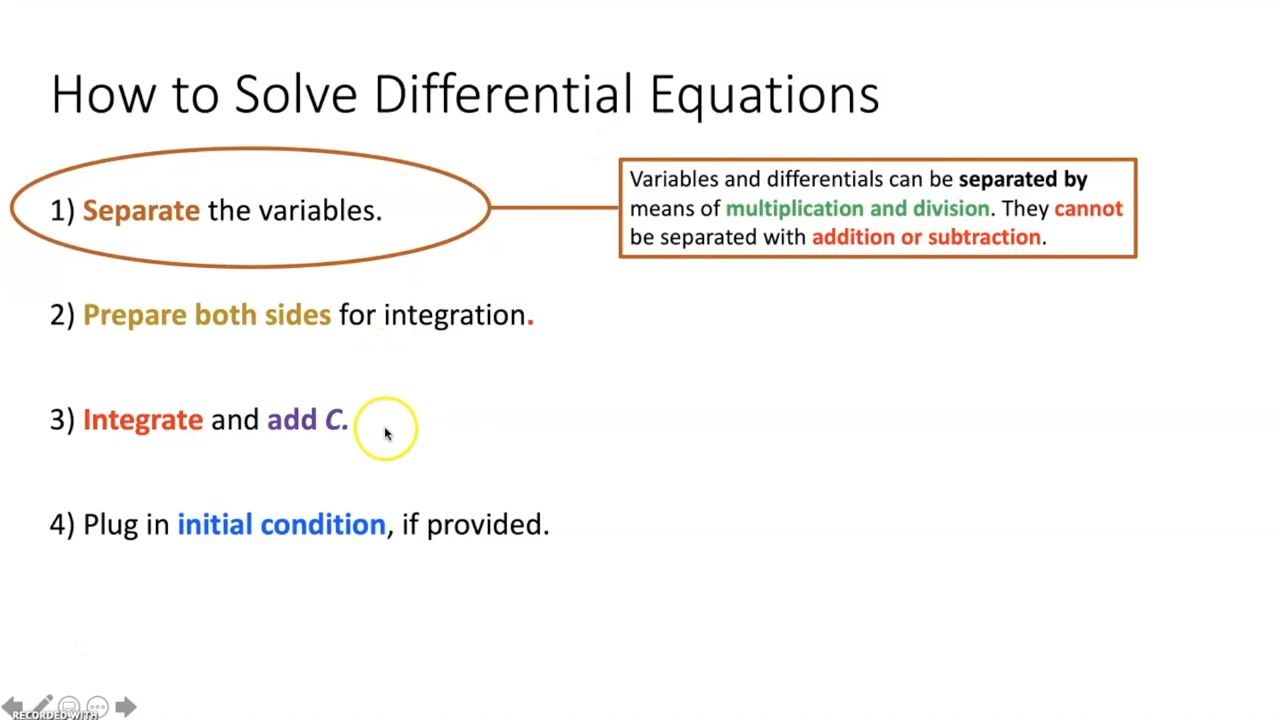 How to Solve Differential Equations
1) Separate the variables.
Variables and differentials can be separated by
means of multiplication and division. They cannot
be separated with addition or subtraction.
2) Prepare both sides for integration.
3) Integrate and add C.
4) Plug in initial condition, if provided.
RECORDED WITH